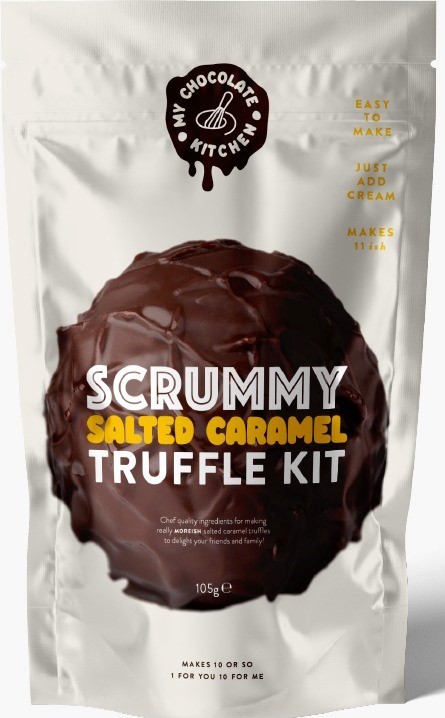 MY CHOCOLATE
KITCHEN
EASY
TO
MAKE
JUST
ADD
CREAM
MAKES
11 ish
SCRUMMY
SALTED CARAMEL
TRUFFLE KIT
Chef quality ingredients for making
really MOREISH salted caramel truffles
to delight your friends and family!
105g ℮
MAKES 10 OR SO
1 FOR YOU 10 FOR ME